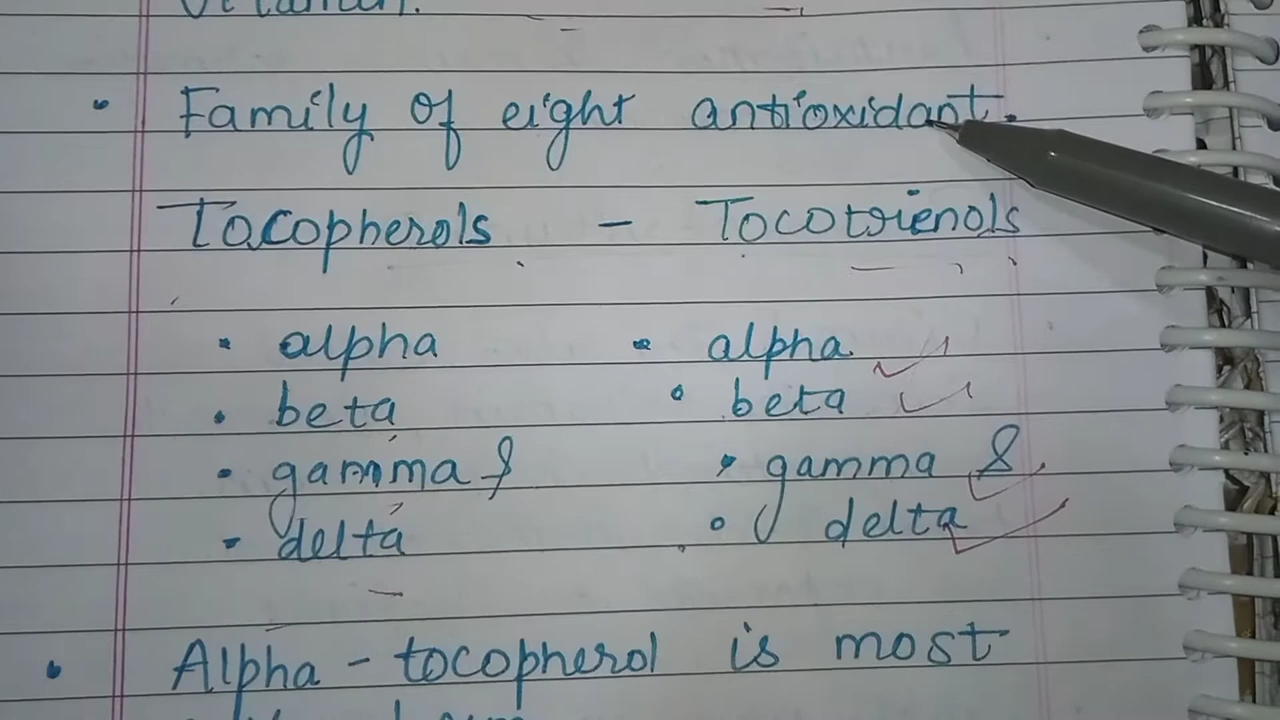 • Family of eight antioxidant.
Tocopherols - Tocotrienols
• alpha • alpha
• beta • beta
• gamma & • gamma &
• delta • delta
• Alpha - tocopherol is most